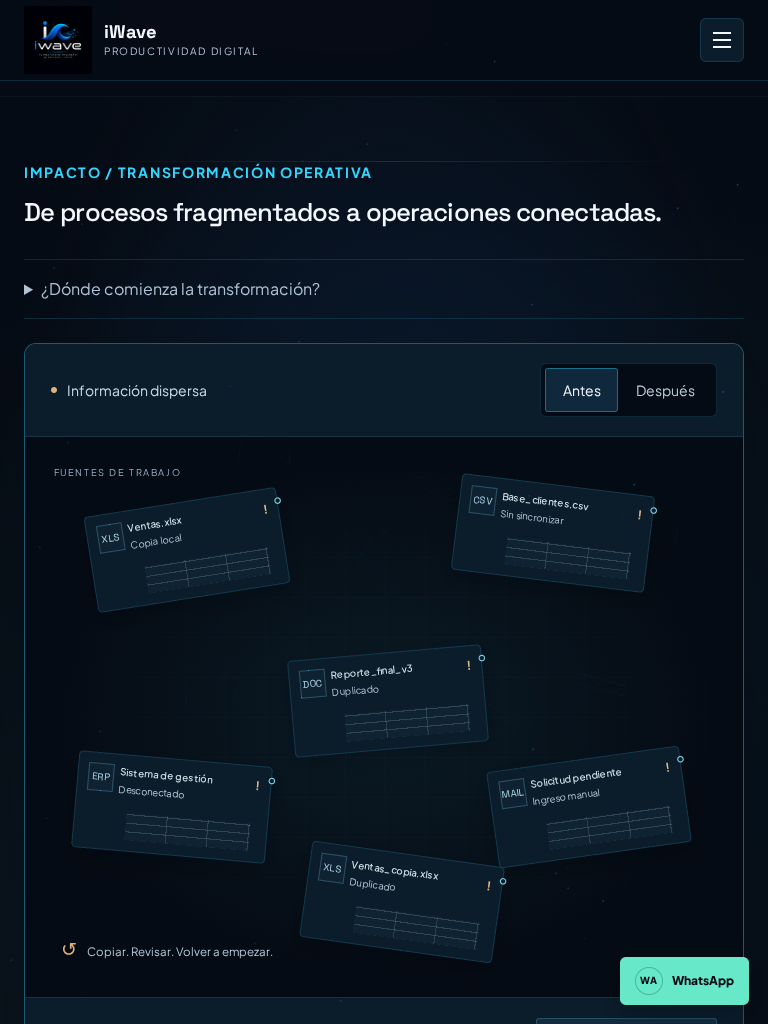 iwave
iWave
PRODUCTIVIDAD DIGITAL
IMPACTO / TRANSFORMACIÓN OPERATIVA
De procesos fragmentados a operaciones conectadas.
¿Dónde comienza la transformación?
Información dispersa
Antes
Después
FUENTES DE TRABAJO
XLS
Ventas.xlsx
Copia local
!
CSV
Base_clientes.csv
Sin sincronizar
!
DOC
Reporte_final_v3
Duplicado
!
ERP
Sistema de gestión
Desconectado
!
MAIL
Solicitud pendiente
Ingreso manual
!
XLS
Ventas_copia.xlsx
Duplicado
!
Copiar. Revisar. Volver a empezar.
WA
WhatsApp